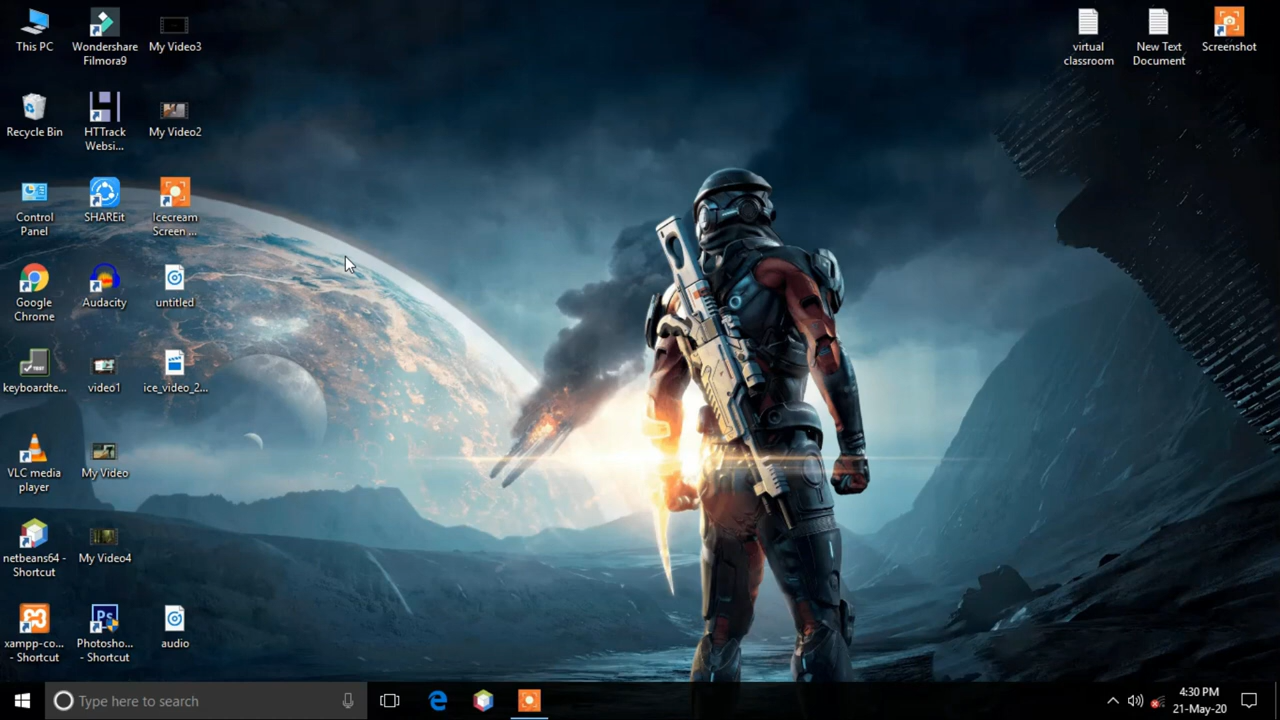 This PC
Wondershare
Filmora9
My Video3
virtual
classroom
New Text
Document
Screenshot
Recycle Bin
HTTrack
Websi...
My Video2
Control
Panel
SHAREit
Icecream
Screen ...
Google
Chrome
Audacity
untitled
keyboardte...
video1
ice_video_2...
VLC media
player
My Video
netbeans64 -
Shortcut
My Video4
xampp-co...
- Shortcut
Ps
Photosho...
- Shortcut
audio
Type here to search
4:30 PM
21-May-20